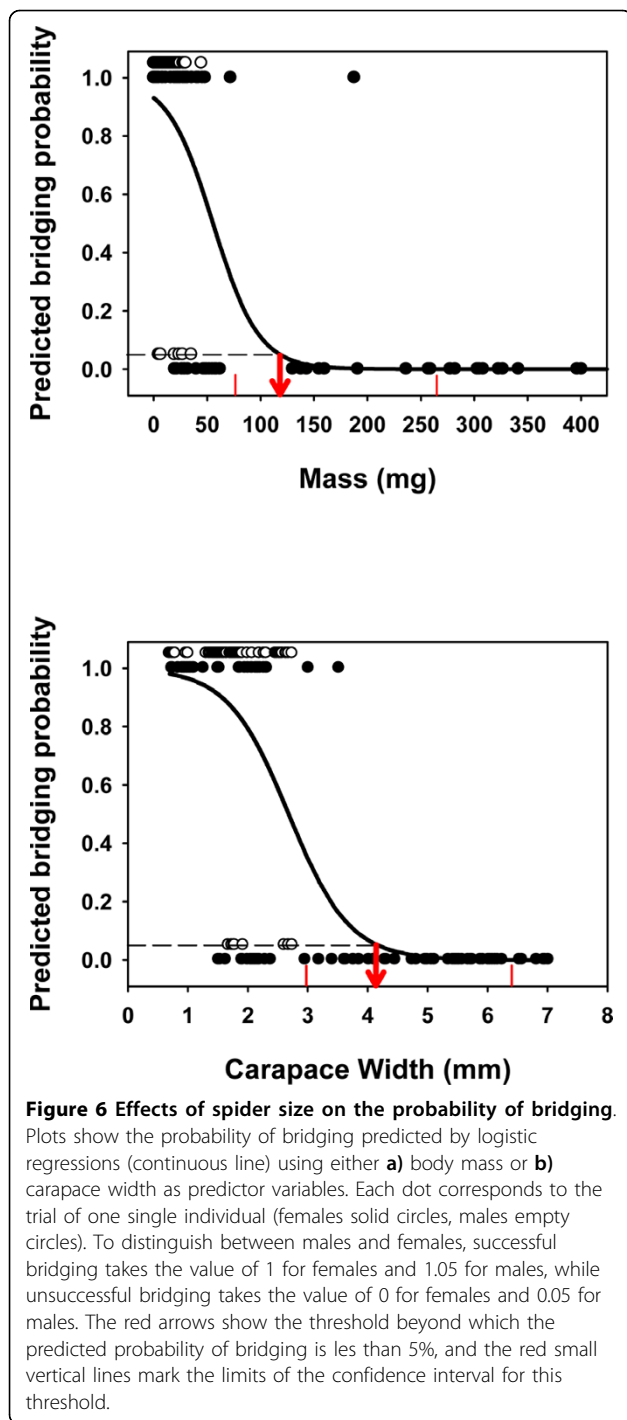 Predicted bridging probability
1.0
0.8
0.6
0.4
0.2
0.0
0 50 100 150 200 250 300 350 400
Mass (mg)
Predicted bridging probability
1.0
0.8
0.6
0.4
0.2
0.0
0 1 2 3 4 5 6 7 8
Carapace Width (mm)
Figure 6 Effects of spider size on the probability of bridging.
Plots show the probability of bridging predicted by logistic
regressions (continuous line) using either a) body mass or b)
carapace width as predictor variables. Each dot corresponds to the
trial of one single individual (females solid circles, males empty
circles). To distinguish between males and females, successful
bridging takes the value of 1 for females and 1.05 for males, while
unsuccessful bridging takes the value of 0 for females and 0.05 for
males. The red arrows show the threshold beyond which the
predicted probability of bridging is less than 5%, and the red small
vertical lines mark the limits of the confidence interval for this
threshold.